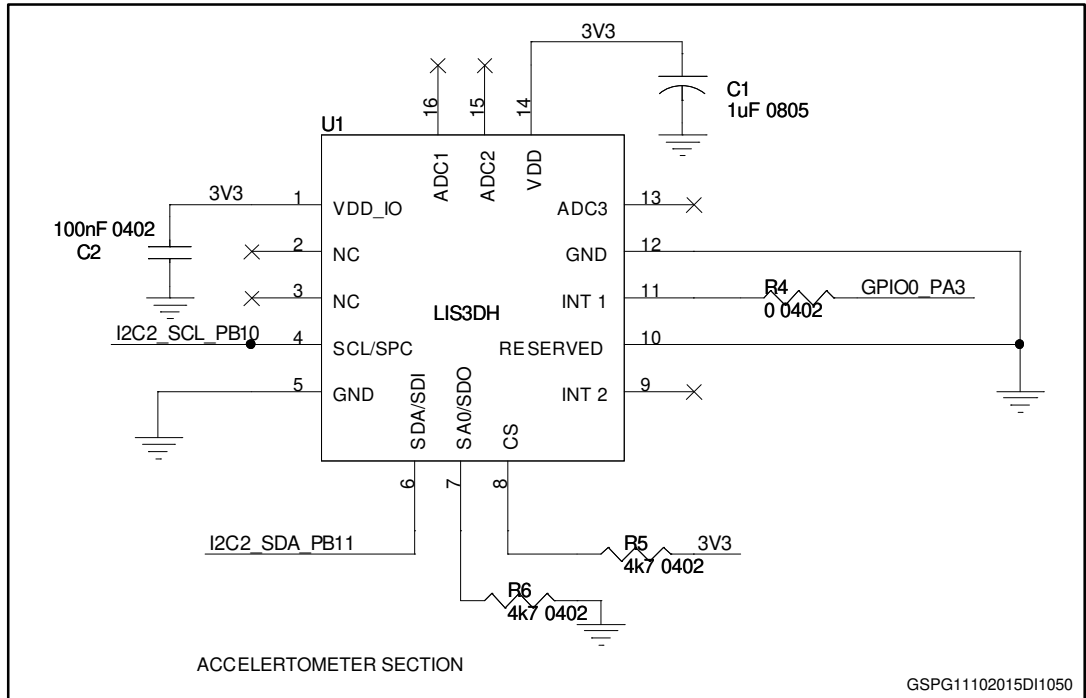 3V3
C1
1uF 0805
16
15
14
U1
ADC1
ADC2
VDD
3V3
1
VDD_IO
ADC3
13
100nF 0402
C2
2
NC
GND
12
3
NC
INT 1
11
R4
0 0402
GPIO0_PA3
LIS3DH
I2C2_SCL_PB10
4
SCL/SPC
RESERVED
10
5
GND
INT 2
9
SDA/SDI
SA0/SDO
CS
6
7
8
I2C2_SDA_PB11
R5
4k7 0402
3V3
R6
4k7 0402
ACCELERTOMETER SECTION
GSPG11102015DI1050